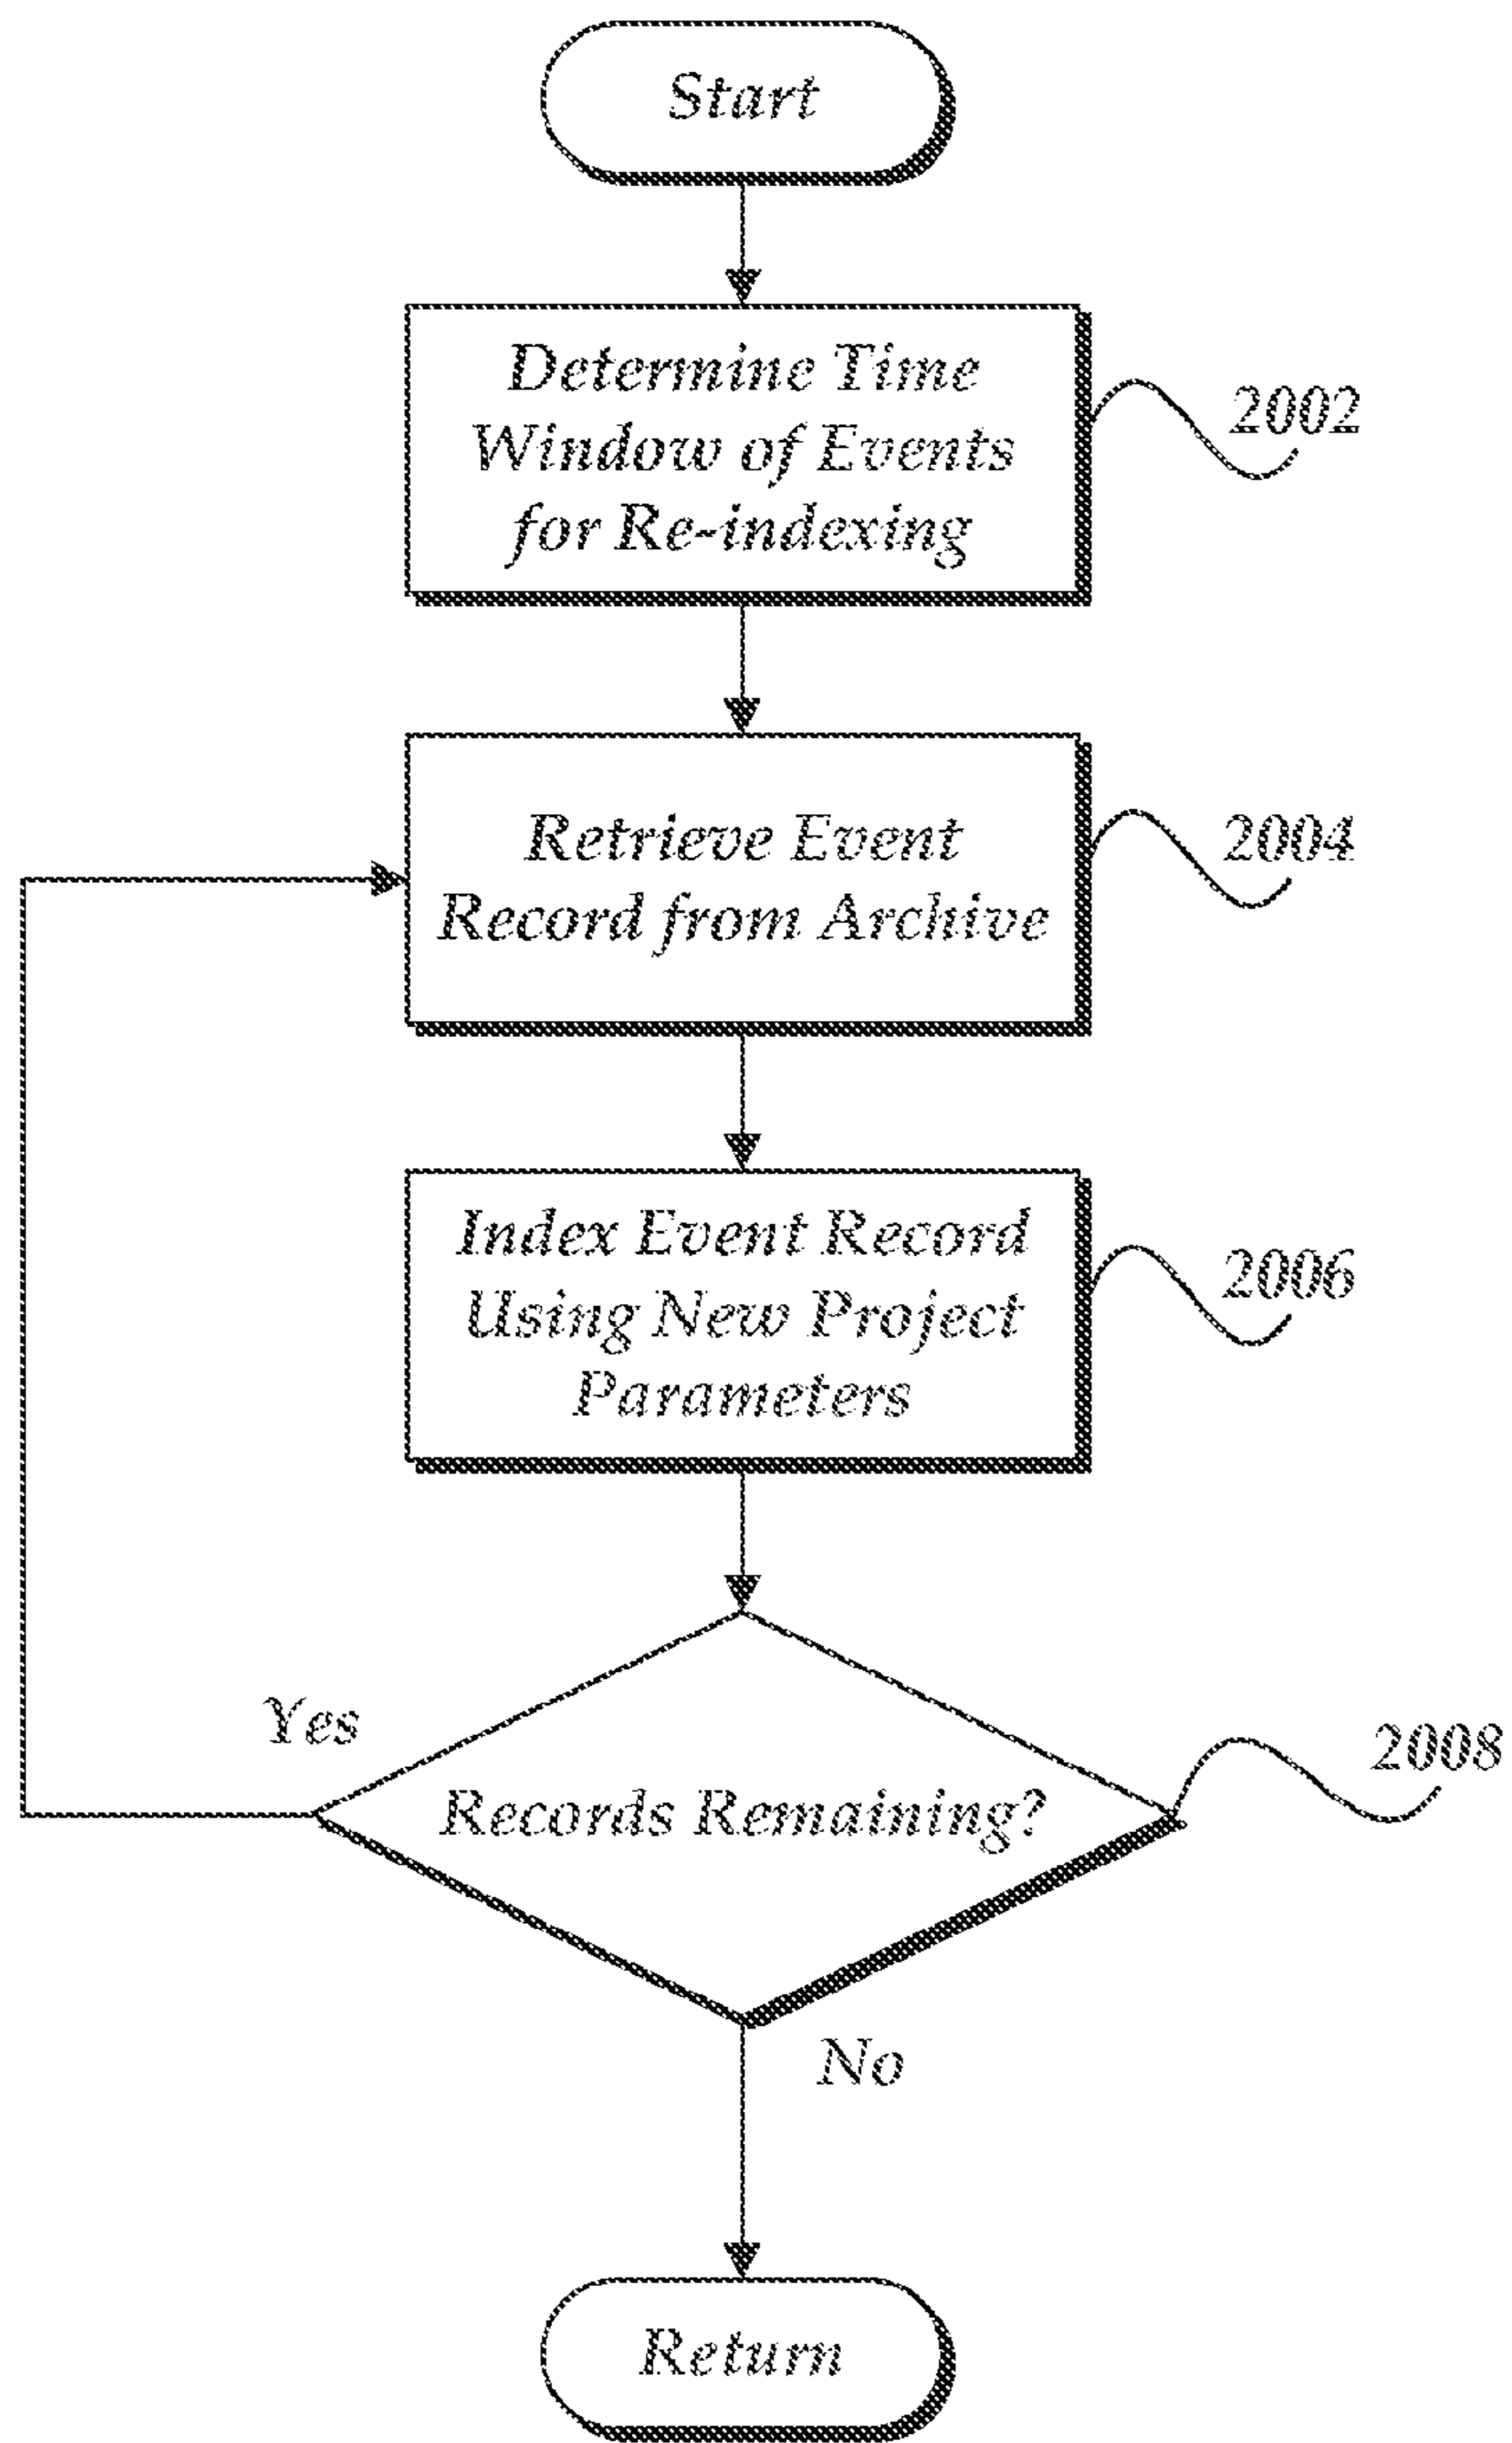 Start
Determine Time
Window of Events
for Re-indexing
2002
Retrieve Event
Record from Archive
2004
Index Event Record
Using New Project
Parameters
2006
Yes
Records Remaining?
2008
No
Return